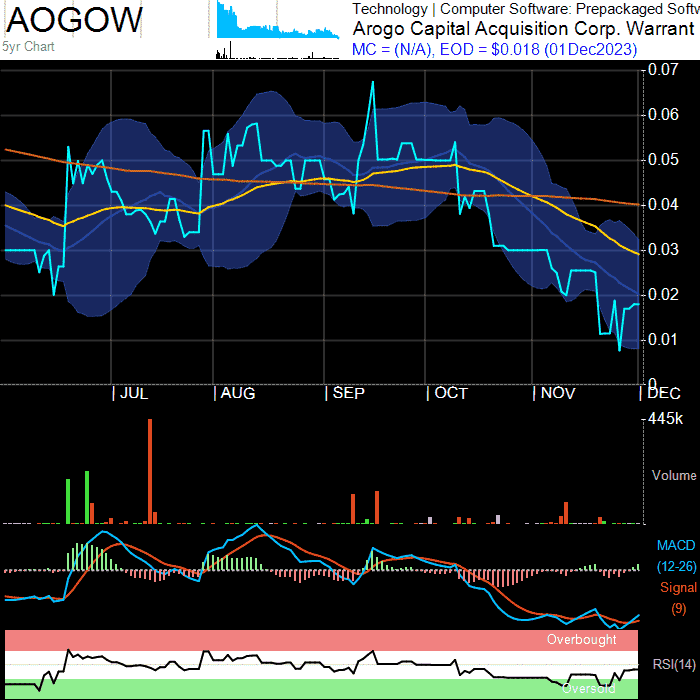 AOGOW
5yr Chart
Technology | Computer Software: Prepackaged Softw
Arogo Capital Acquisition Corp. Warrant
MC = (N/A), EOD = $0.018 (01Dec2023)
0.07
0.06
0.05
0.04
0.03
0.02
0.01
0
JUL
AUG
SEP
OCT
NOV
DEC
445k
Volume
MACD
(12-26)
Signal
(9)
Overbought
RSI(14)
Oversold